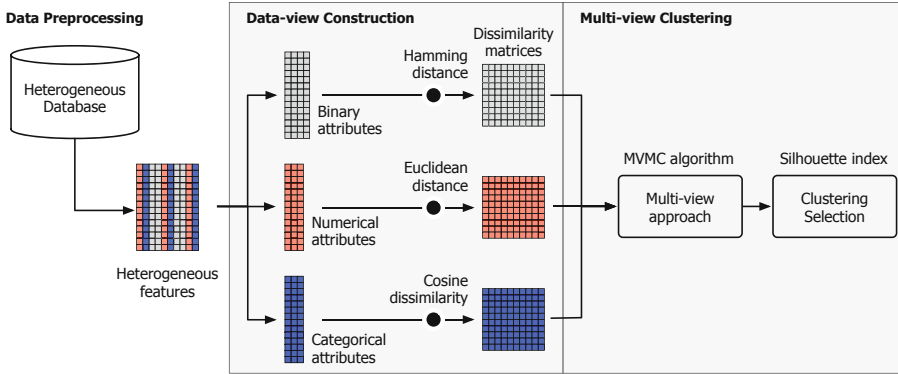 Data Preprocessing
Heterogeneous
Database
Heterogeneous
features
Data-view Construction
Binary
attributes
Hamming
distance
Dissimilarity
matrices
Numerical
attributes
Euclidean
distance
Categorical
attributes
Cosine
dissimilarity
Multi-view Clustering
MVMC algorithm
Multi-view
approach
Silhouette index
Clustering
Selection